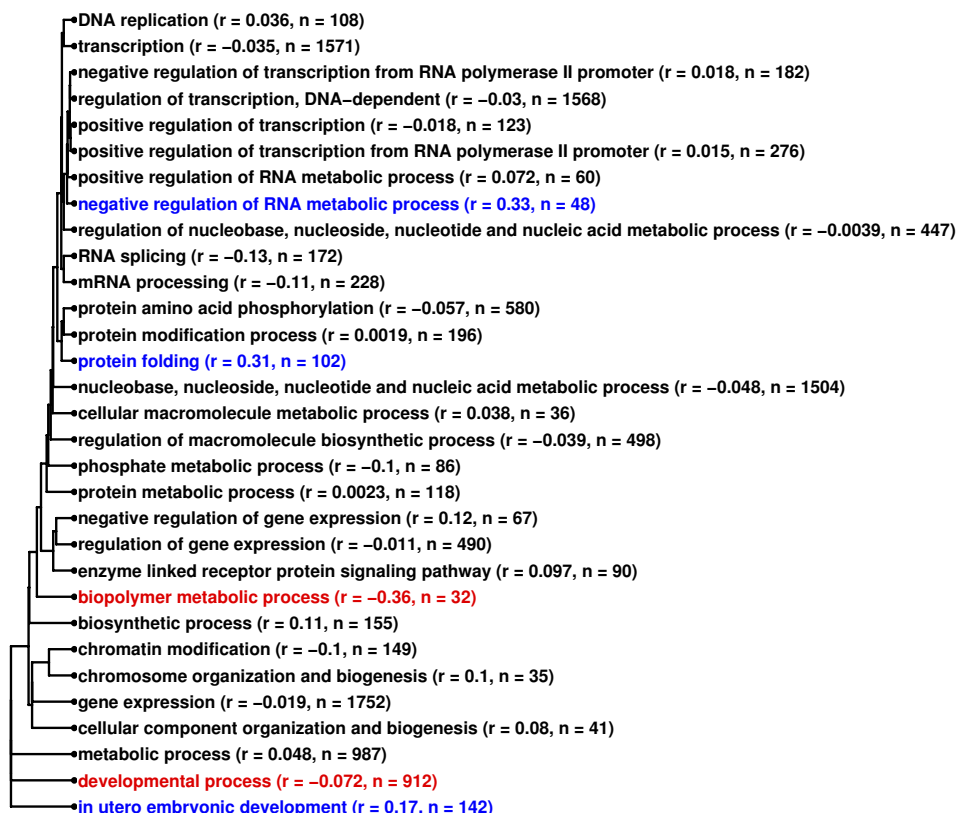 DNA replication (r = 0.036, n = 108)
transcription (r = −0.035, n = 1571)
negative regulation of transcription from RNA polymerase II promoter (r = 0.018, n = 182)
regulation of transcription, DNA−dependent (r = −0.03, n = 1568)
positive regulation of transcription (r = −0.018, n = 123)
positive regulation of transcription from RNA polymerase II promoter (r = 0.015, n = 276)
positive regulation of RNA metabolic process (r = 0.072, n = 60)
negative regulation of RNA metabolic process (r = 0.33, n = 48)
regulation of nucleobase, nucleoside, nucleotide and nucleic acid metabolic process (r = −0.0039, n = 447)
RNA splicing (r = −0.13, n = 172)
mRNA processing (r = −0.11, n = 228)
protein amino acid phosphorylation (r = −0.057, n = 580)
protein modification process (r = 0.0019, n = 196)
protein folding (r = 0.31, n = 102)
nucleobase, nucleoside, nucleotide and nucleic acid metabolic process (r = −0.048, n = 1504)
cellular macromolecule metabolic process (r = 0.038, n = 36)
regulation of macromolecule biosynthetic process (r = −0.039, n = 498)
phosphate metabolic process (r = −0.1, n = 86)
protein metabolic process (r = 0.0023, n = 118)
negative regulation of gene expression (r = 0.12, n = 67)
regulation of gene expression (r = −0.011, n = 490)
enzyme linked receptor protein signaling pathway (r = 0.097, n = 90)
biopolymer metabolic process (r = −0.36, n = 32)
biosynthetic process (r = 0.11, n = 155)
chromatin modification (r = −0.1, n = 149)
chromosome organization and biogenesis (r = 0.1, n = 35)
gene expression (r = −0.019, n = 1752)
cellular component organization and biogenesis (r = 0.08, n = 41)
metabolic process (r = 0.048, n = 987)
developmental process (r = −0.072, n = 912)
in utero embryonic development (r = 0.17, n = 142)